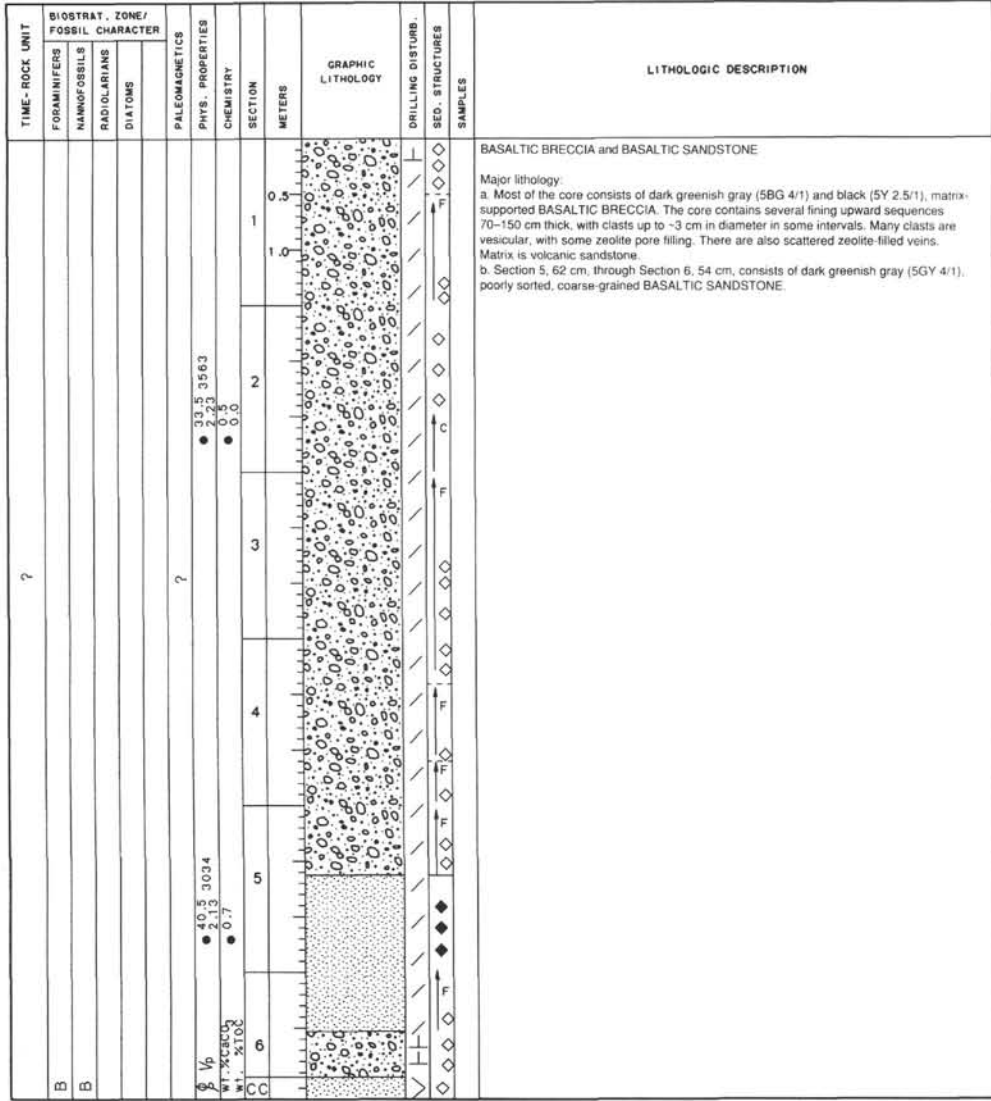 TIME-ROCK UNIT
BIOSTRAT. ZONE/
FOSSIL CHARACTER
FORAMINIFERS
NANNOFOSSILS
RADIOLARIANS
DIATOMS
PALEOMAGNETICS
PHYS. PROPERTIES
CHEMISTRY
SECTION
METERS
GRAPHIC
LITHOLOGY
DRILLING DISTURB.
SED. STRUCTURES
SAMPLES
LITHOLOGIC DESCRIPTION
BASALTIC BRECCIA and BASALTIC SANDSTONE
Major lithology:
a. Most of the core consists of dark greenish gray (5BG 4/1) and black (5Y 2.5/1), matrix-
supported BASALTIC BRECCIA. The core contains several fining upward sequences
70–150 cm thick, with clasts up to ~3 cm in diameter in some intervals. Many clasts are
vesicular, with some zeolite pore filling. There are also scattered zeolite-filled veins.
Matrix is volcanic sandstone.
b. Section 5, 62 cm, through Section 6, 54 cm, consists of dark greenish gray (5GY 4/1),
poorly sorted, coarse-grained BASALTIC SANDSTONE.
0.5
1
1.0
F
2
33.5 3563
2.23
0.5
0.0
C
F
3
?
?
4
F
F
F
5
40.5 3034
2.13
0.7
F
6
B
B
ϕ Vp
ρ
wt. %CaCO3
wt. %TOC
CC